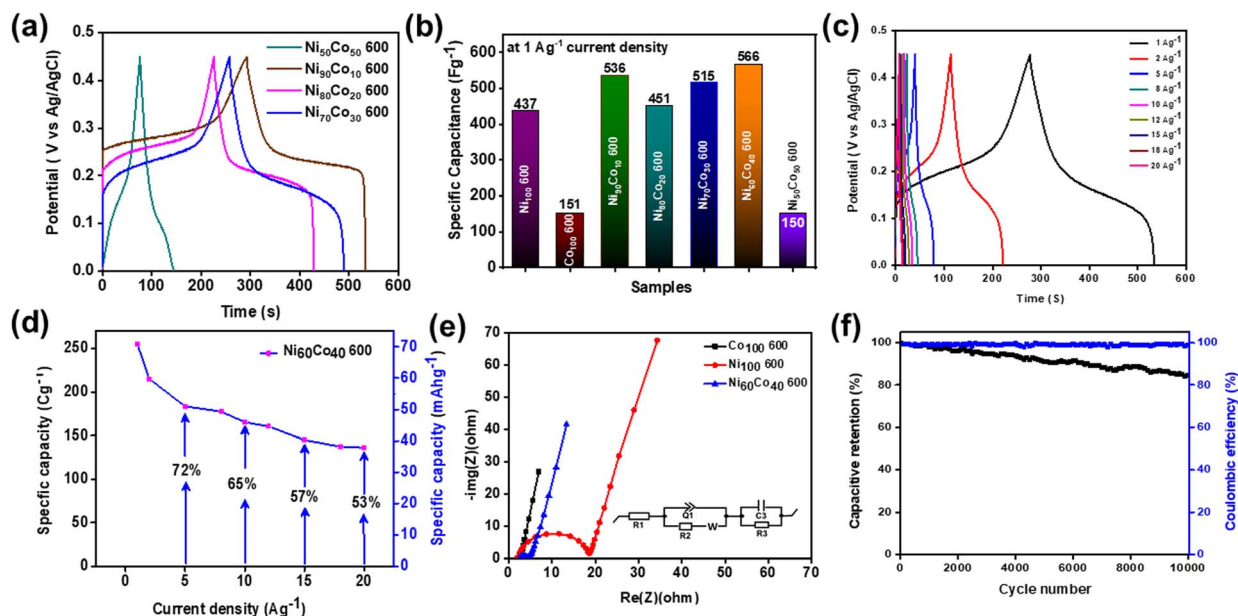 (a)
Potential ( V vs Ag/AgCl)
0.5
0.4
0.3
0.2
0.1
0.0
0 100 200 300 400 500 600
Time (s)
Ni₅₀Co₅₀ 600
Ni₉₀Co₁₀ 600
Ni₈₀Co₂₀ 600
Ni₇₀Co₃₀ 600
(b)
at 1 Ag⁻¹ current density
Specific Capacitance (Fg⁻¹)
600
500
400
300
200
100
0
437
151
536
451
515
566
150
Ni₁₀₀ 600
Co₁₀₀ 600
Ni₉₀Co₁₀ 600
Ni₈₀Co₂₀ 600
Ni₇₀Co₃₀ 600
Ni₆₀Co₄₀ 600
Ni₅₀Co₅₀ 600
Samples
(c)
Potential (V vs Ag/AgCl)
0.5
0.4
0.3
0.2
0.1
0.0
0 100 200 300 400 500 600
Time (S)
1 Ag⁻¹
2 Ag⁻¹
5 Ag⁻¹
8 Ag⁻¹
10 Ag⁻¹
12 Ag⁻¹
15 Ag⁻¹
18 Ag⁻¹
20 Ag⁻¹
(d)
Specfic capacity (Cg⁻¹)
250
200
150
100
50
0
Ni₆₀Co₄₀ 600
72%
65%
57%
53%
0 5 10 15 20
Current density (Ag⁻¹)
70
60
50
40
30
20
10
0
Specific capacity (mAhg⁻¹)
(e)
-img(Z)(ohm)
70
60
50
40
30
20
10
0
Co₁₀₀ 600
Ni₁₀₀ 600
Ni₆₀Co₄₀ 600
R1
Q1
R2
W
C3
R3
0 10 20 30 40 50 60
Re(Z)(ohm)
(f)
Capacitive retention (%)
100
80
60
40
20
0
0 2000 4000 6000 8000 10000
Cycle number
100
80
60
40
20
0
Coulombic effciency (%)